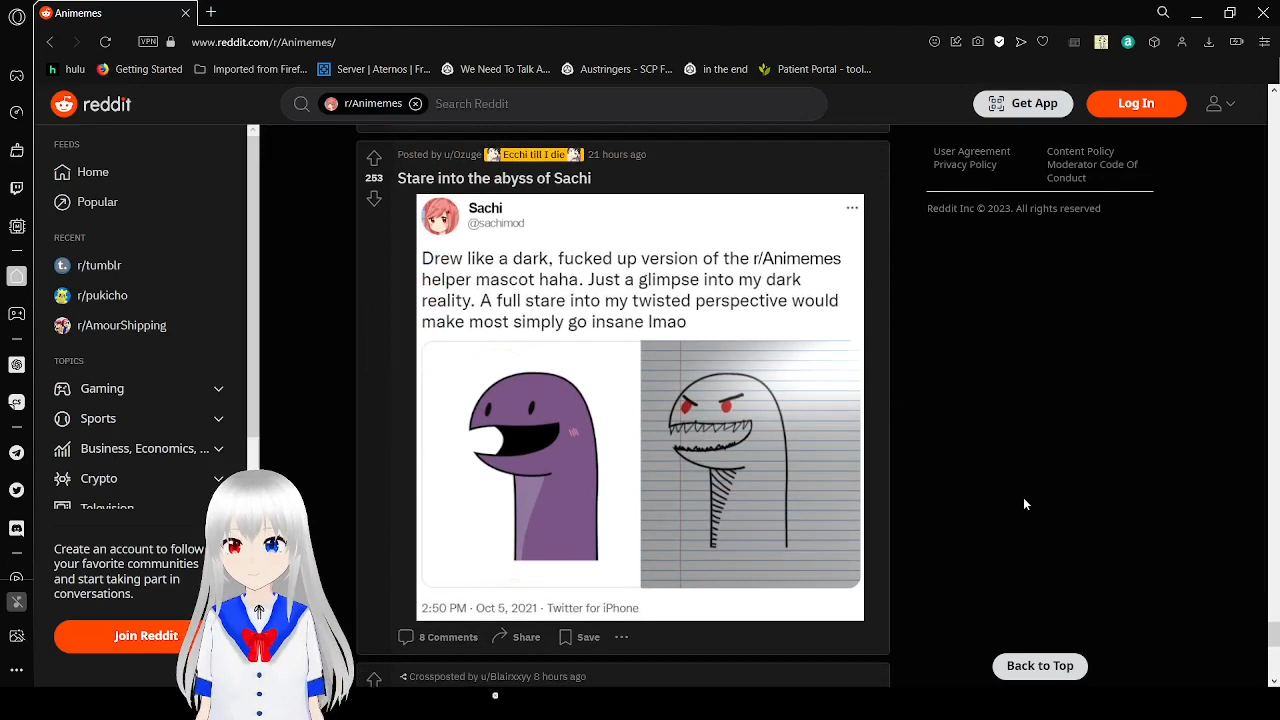 Animemes
VPN
www.reddit.com/r/Animemes/
hulu
Getting Started
Imported from Firef...
Server | Aternos | Fr...
We Need To Talk A...
Austringers - SCP F...
in the end
Patient Portal - tool...
reddit
r/Animemes
Search Reddit
Get App
Log In
FEEDS
Home
Popular
RECENT
r/tumblr
r/pukicho
r/AmourShipping
TOPICS
Gaming
Sports
Business, Economics, ...
Crypto
Television
Create an account to follow
your favorite communities
and start taking part in
conversations.
Join Reddit
Posted by u/Ozuge Ecchi till I die 21 hours ago
253
Stare into the abyss of Sachi
Sachi
@sachimod
Drew like a dark, fucked up version of the r/Animemes
helper mascot haha. Just a glimpse into my dark
reality. A full stare into my twisted perspective would
make most simply go insane lmao
2:50 PM · Oct 5, 2021 · Twitter for iPhone
8 Comments
Share
Save
Crossposted by u/Blairxxyy 8 hours ago
User Agreement
Privacy Policy
Content Policy
Moderator Code Of
Conduct
Reddit Inc © 2023. All rights reserved
Back to Top